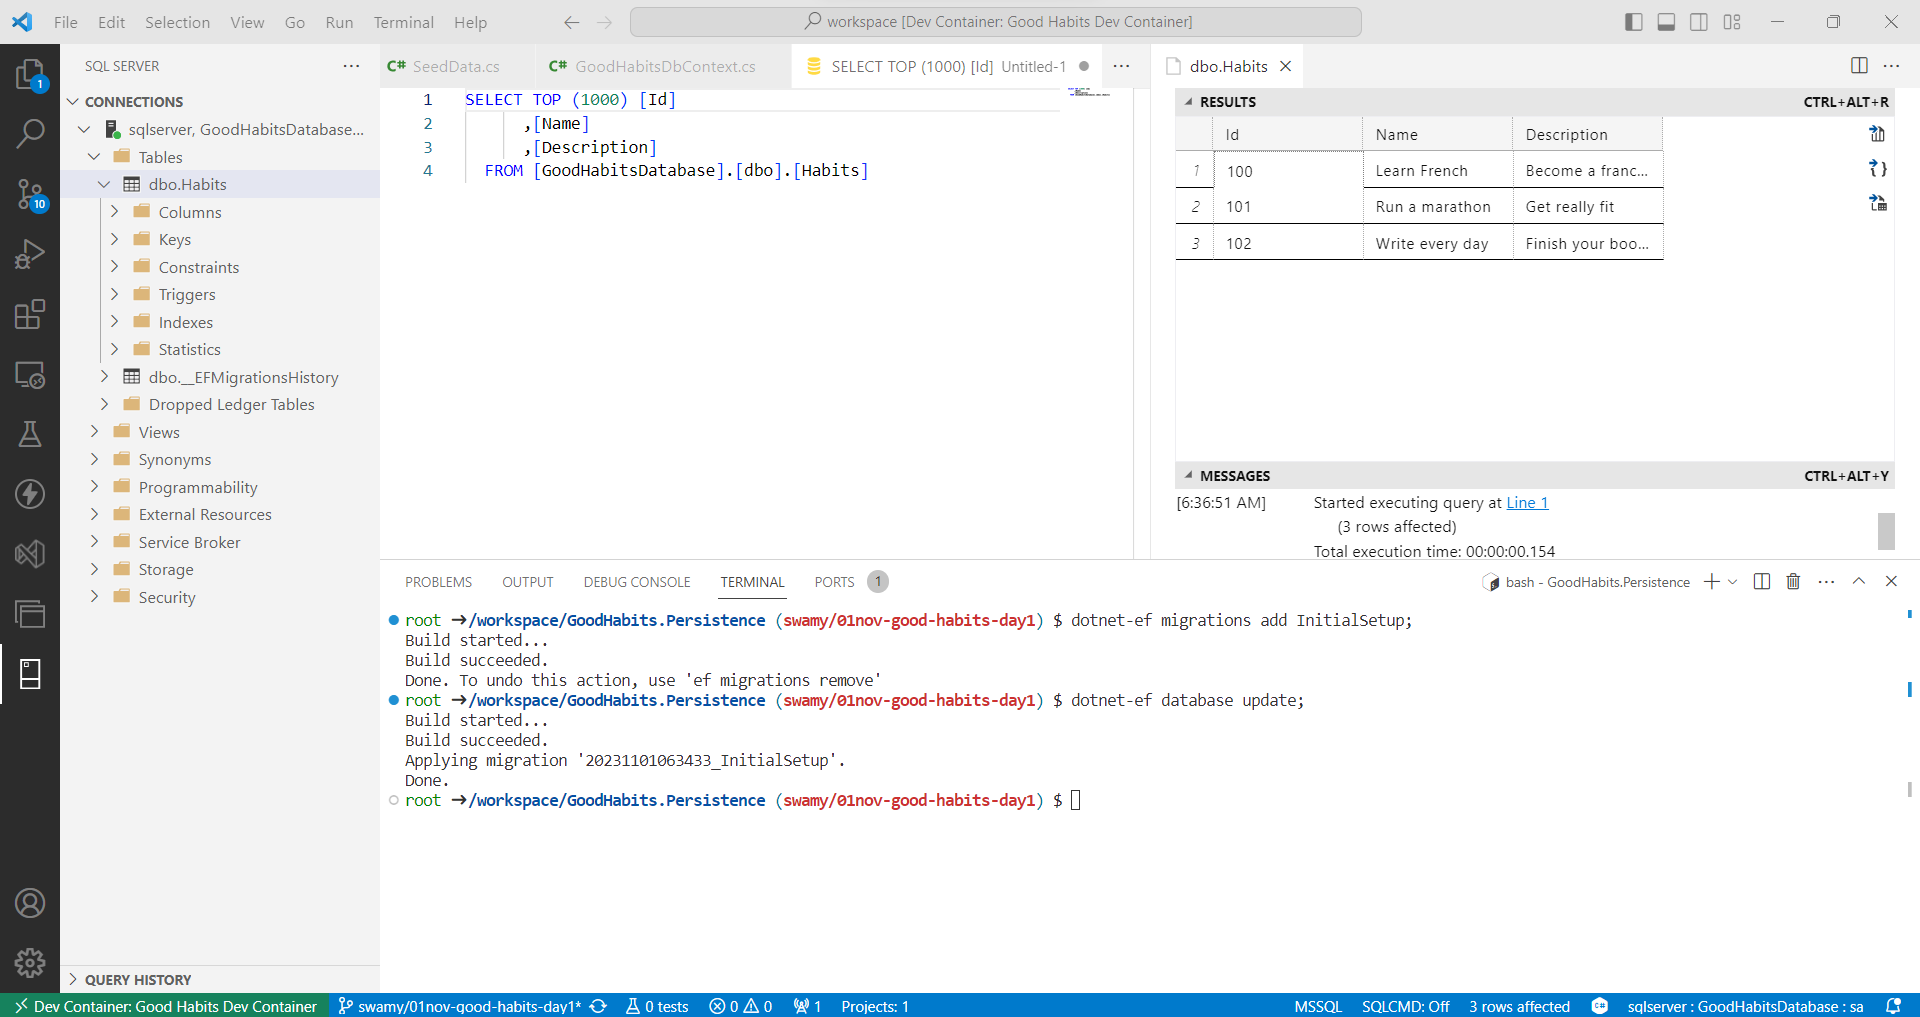 File Edit Selection View Go Run Terminal Help
workspace [Dev Container: Good Habits Dev Container]
1
10
SQL SERVER
CONNECTIONS
sqlserver, GoodHabitsDatabase...
Tables
dbo.Habits
Columns
Keys
Constraints
Triggers
Indexes
Statistics
dbo.__EFMigrationsHistory
Dropped Ledger Tables
Views
Synonyms
Programmability
External Resources
Service Broker
Storage
Security
QUERY HISTORY
C# SeedData.cs
C# GoodHabitsDbContext.cs
SELECT TOP (1000) [Id] Untitled-1
1 SELECT TOP (1000) [Id]
2 ,[Name]
3 ,[Description]
4 FROM [GoodHabitsDatabase].[dbo].[Habits]
dbo.Habits
RESULTS CTRL+ALT+R
Id Name Description
1 100 Learn French Become a franc...
2 101 Run a marathon Get really fit
3 102 Write every day Finish your boo...
MESSAGES CTRL+ALT+Y
[6:36:51 AM] Started executing query at Line 1
(3 rows affected)
Total execution time: 00:00:00.154
PROBLEMS OUTPUT DEBUG CONSOLE TERMINAL PORTS 1
bash - GoodHabits.Persistence
root ➜/workspace/GoodHabits.Persistence (swamy/01nov-good-habits-day1) $ dotnet-ef migrations add InitialSetup;
Build started...
Build succeeded.
Done. To undo this action, use 'ef migrations remove'
root ➜/workspace/GoodHabits.Persistence (swamy/01nov-good-habits-day1) $ dotnet-ef database update;
Build started...
Build succeeded.
Applying migration '20231101063433_InitialSetup'.
Done.
root ➜/workspace/GoodHabits.Persistence (swamy/01nov-good-habits-day1) $
Dev Container: Good Habits Dev Container swamy/01nov-good-habits-day1* 0 tests 0 0 1 Projects: 1 MSSQL SQLCMD: Off 3 rows affected sqlserver : GoodHabitsDatabase : sa